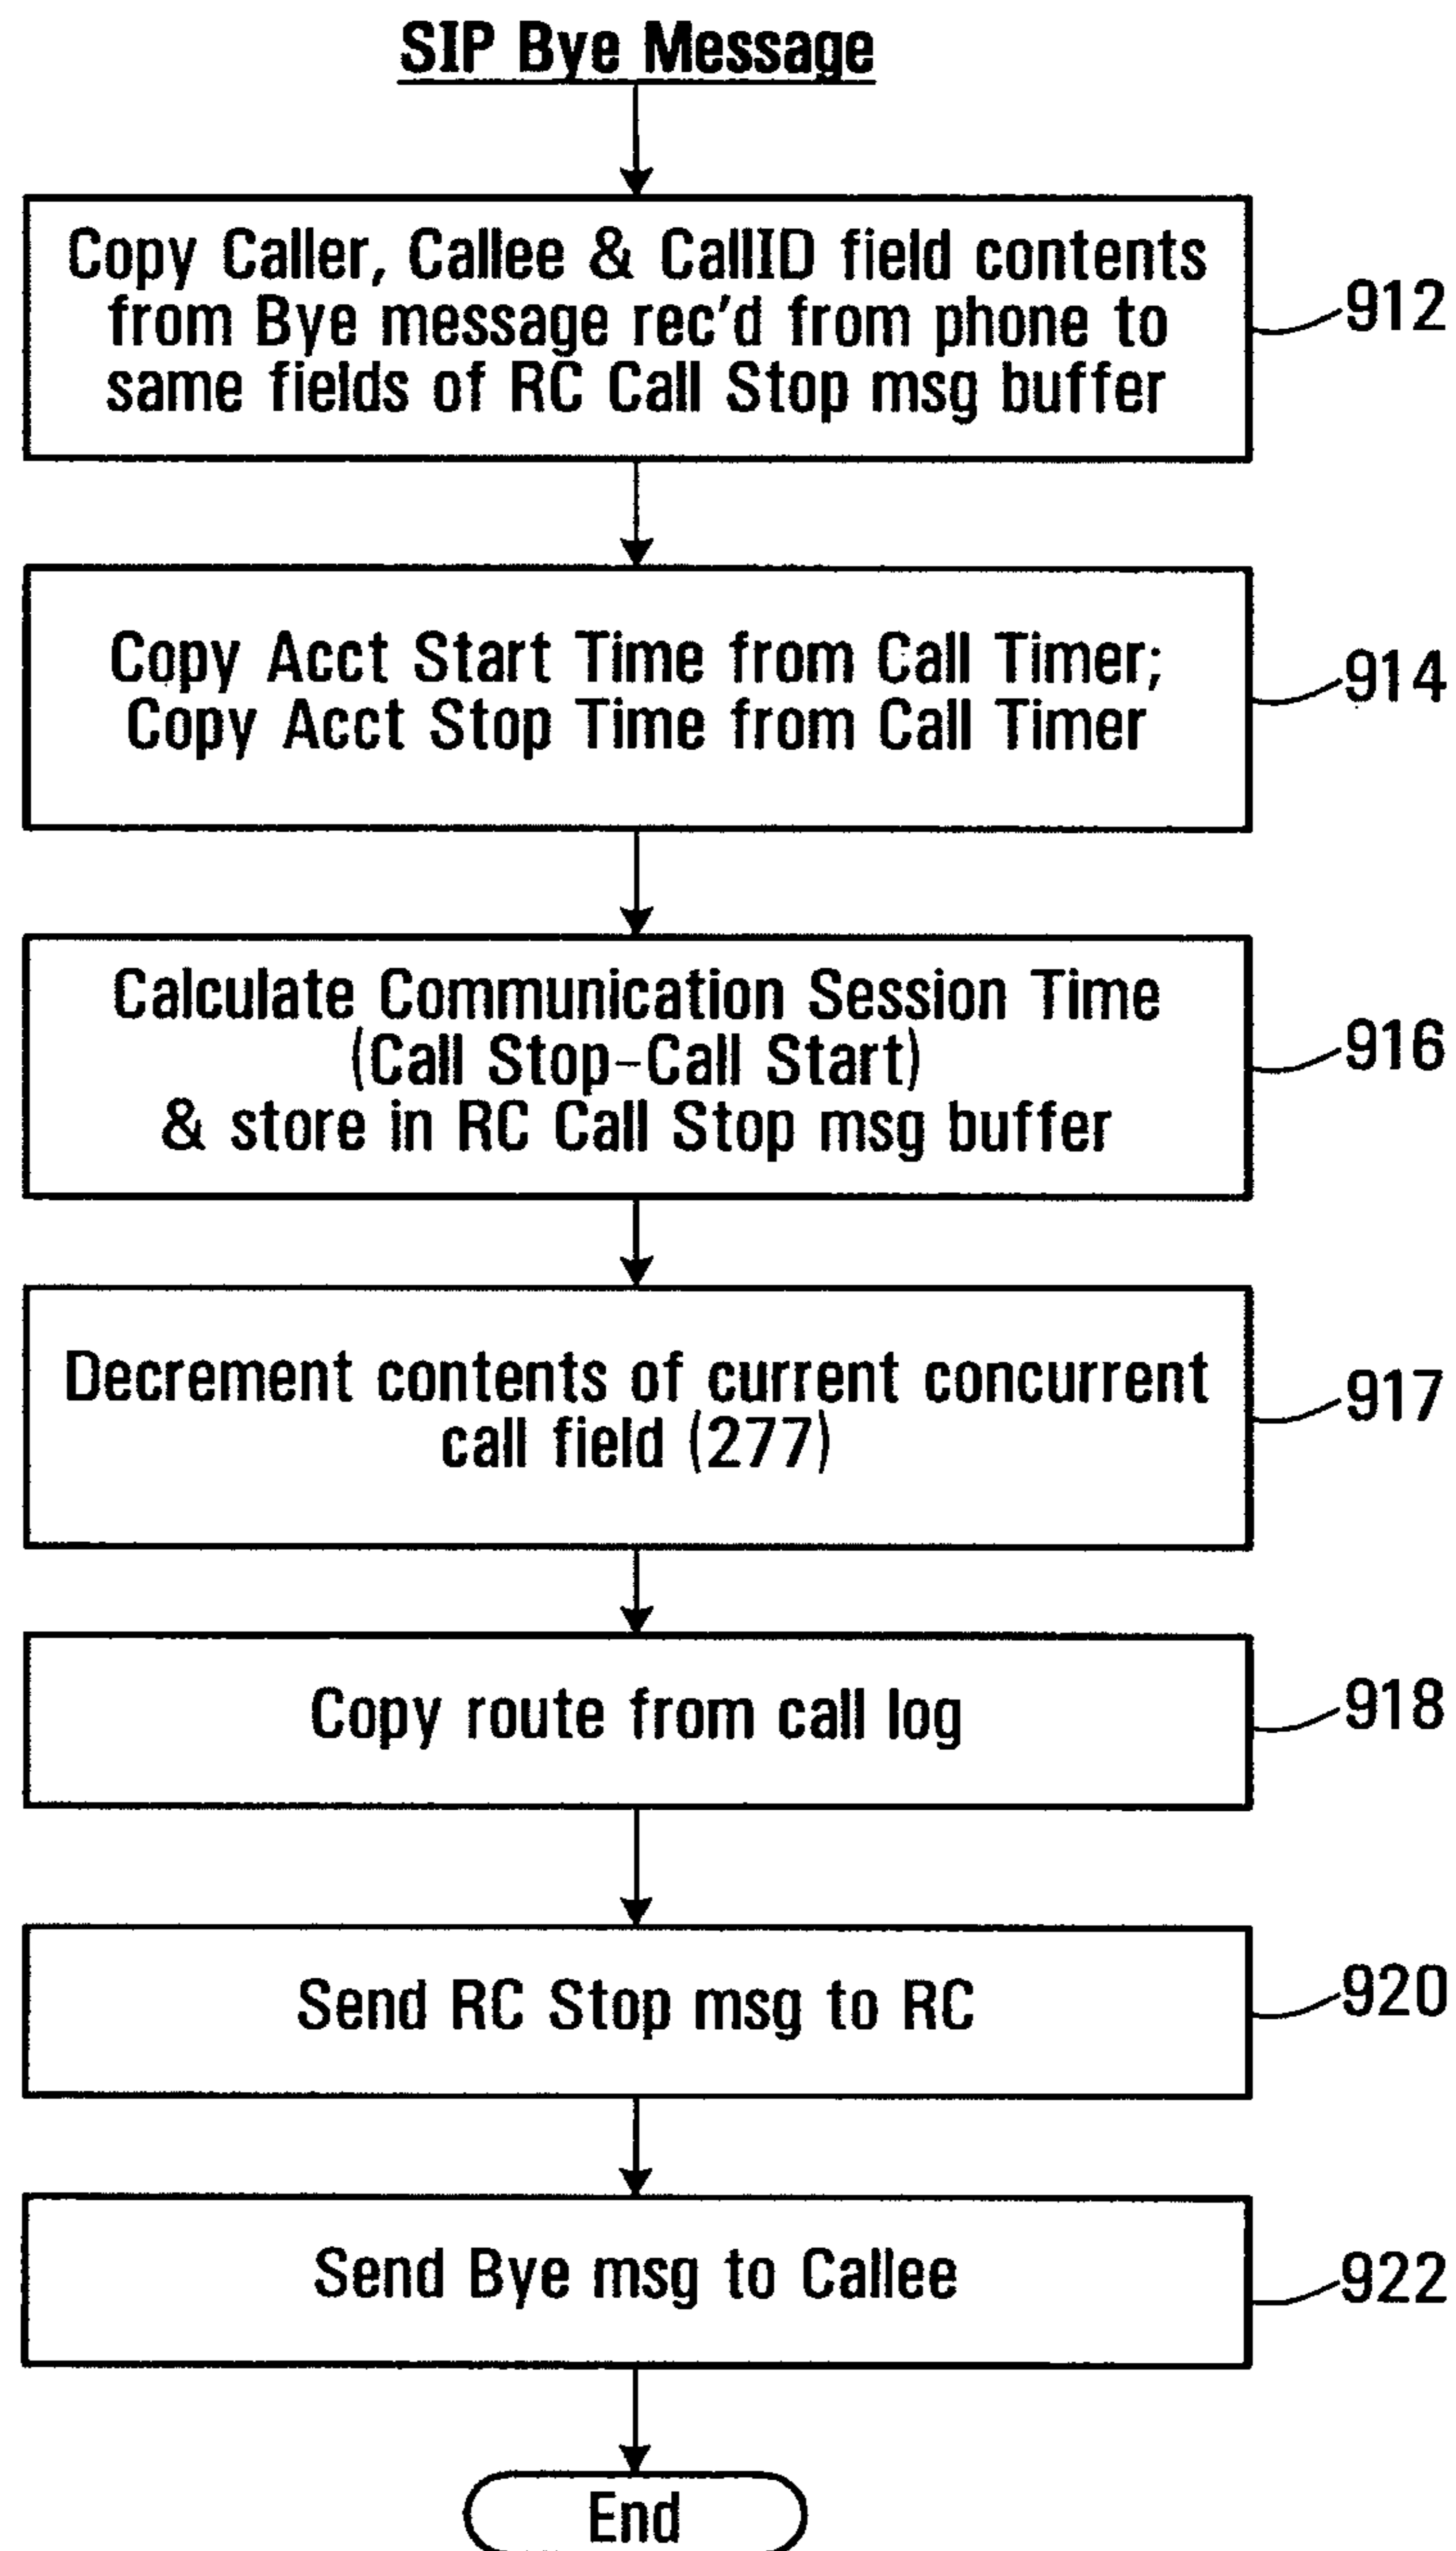 SIP Bye Message
Copy Caller, Callee & CallID field contents
from Bye message rec'd from phone to
same fields of RC Call Stop msg buffer
912
Copy Acct Start Time from Call Timer;
Copy Acct Stop Time from Call Timer
914
Calculate Communication Session Time
(Call Stop-Call Start)
& store in RC Call Stop msg buffer
916
Decrement contents of current concurrent
call field (277)
917
Copy route from call log
918
Send RC Stop msg to RC
920
Send Bye msg to Callee
922
End